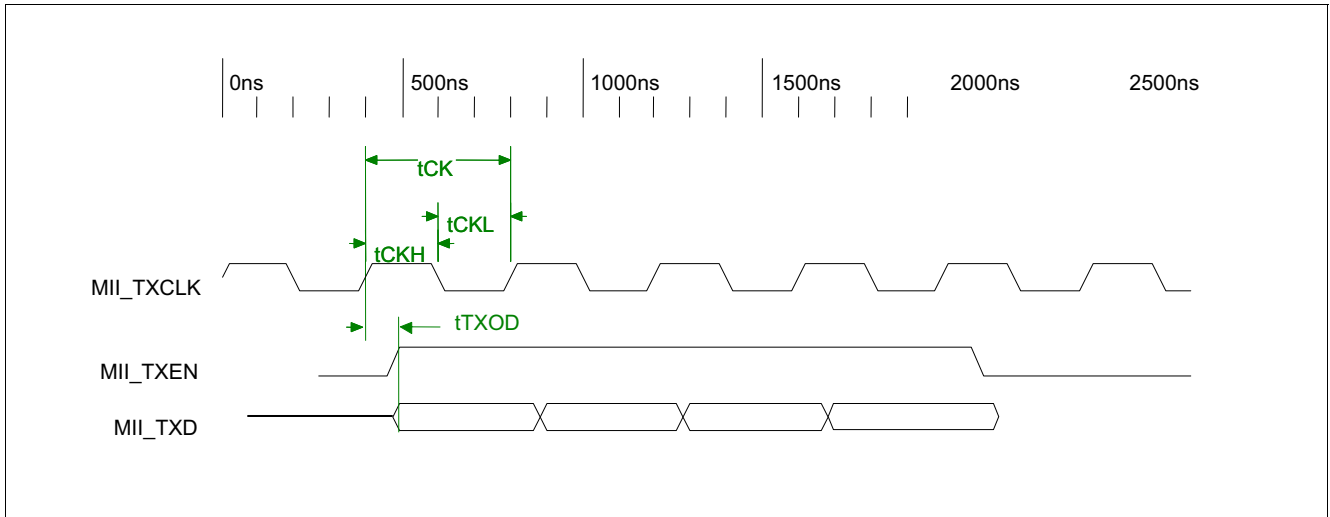 0ns 500ns 1000ns 1500ns 2000ns 2500ns
tCK
tCKL
tCKH
MII_TXCLK
tTXOD
MII_TXEN
MII_TXD